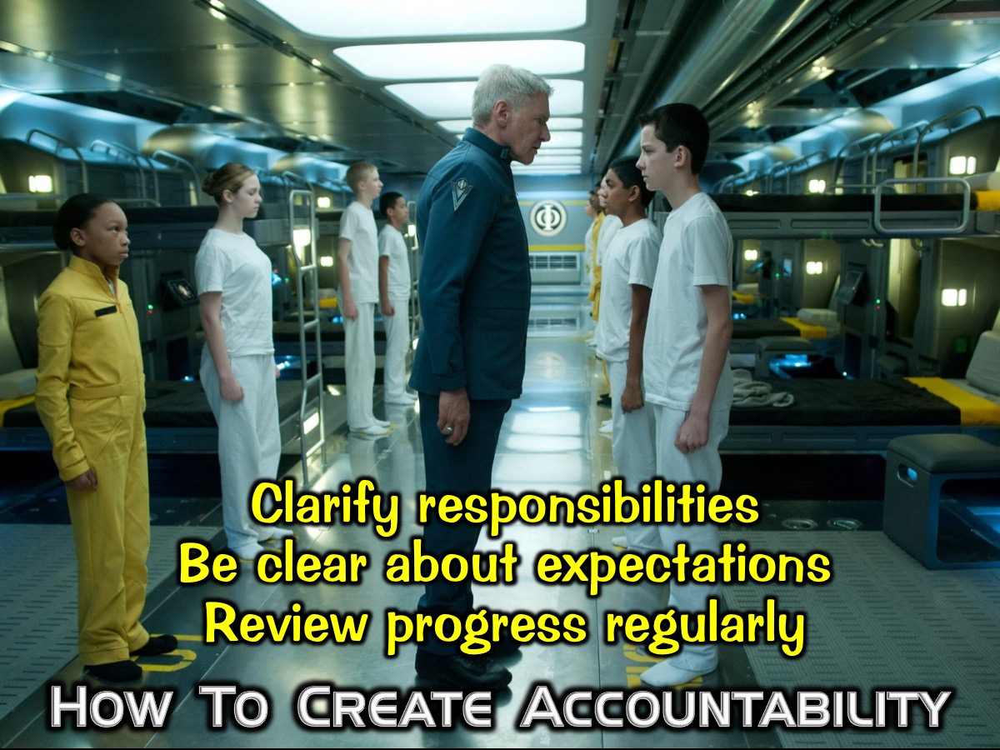 Clarify responsibilities
Be clear about expectations
Review progress regularly
How To Create Accountability